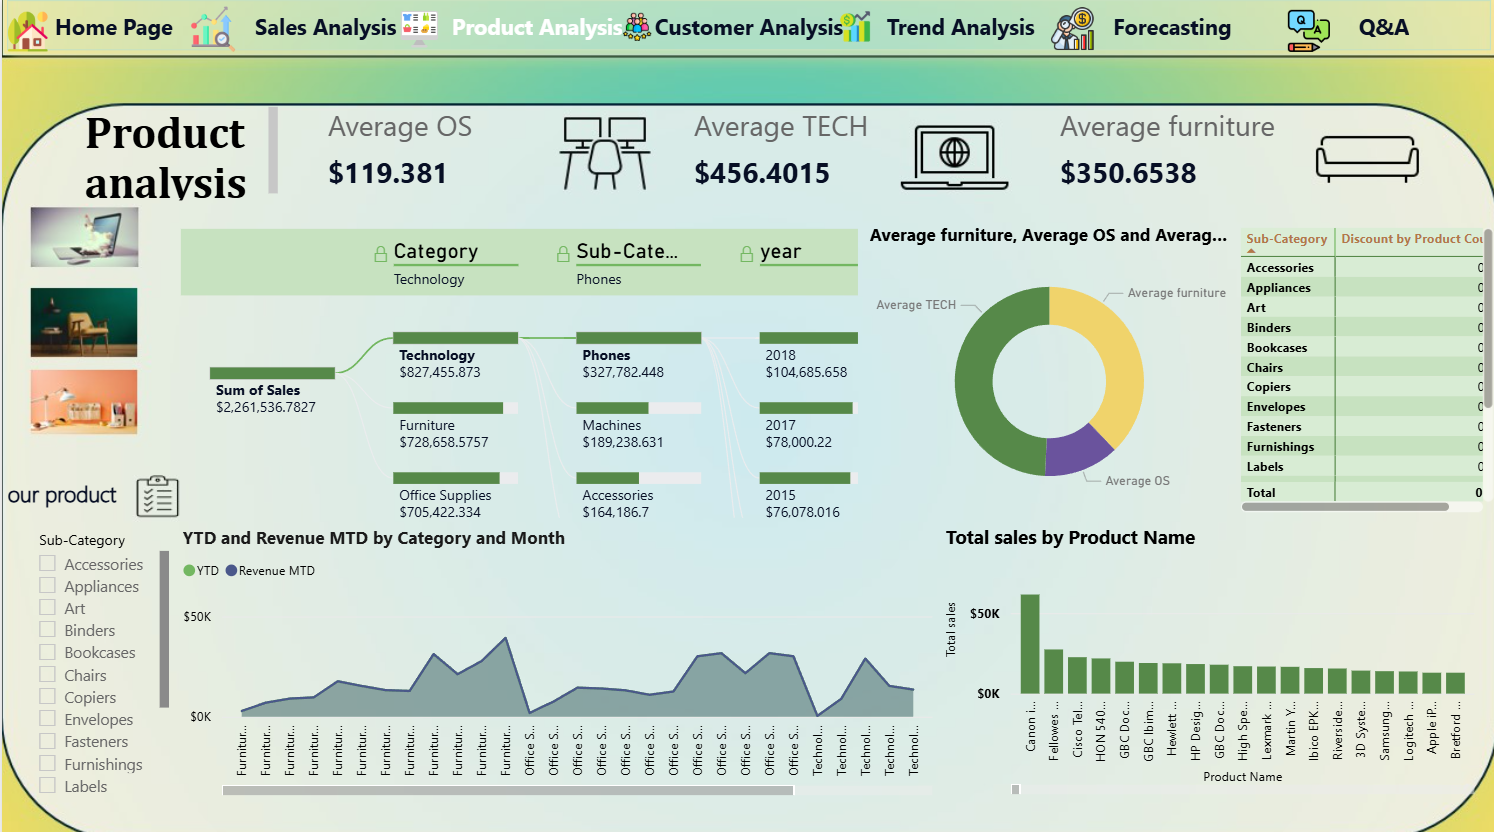 Home Page
Sales Analysis
Product Analysis
Customer Analysis
Trend Analysis
Forecasting
Q&A
Q
A
Product
analysis
Average OS
$119.381
Average TECH
$456.4015
Average furniture
$350.6538
Category
Technology
Sub-Cate...
Phones
year
Sum of Sales
$2,261,536.7827
Technology
$827,455.873
Furniture
$728,658.5757
Office Supplies
$705,422.334
Phones
$327,782.448
Machines
$189,238.631
Accessories
$164,186.7
2018
$104,685.658
2017
$78,000.22
2015
$76,078.016
Average furniture, Average OS and Averag...
Average TECH
Average furniture
Average OS
Sub-Category Discount by Product Cou
Accessories 0
Appliances 0
Art 0
Binders 0
Bookcases 0
Chairs 0
Copiers 0
Envelopes 0
Fasteners 0
Furnishings 0
Labels 0
Total 0
our product
Sub-Category
Accessories
Appliances
Art
Binders
Bookcases
Chairs
Copiers
Envelopes
Fasteners
Furnishings
Labels
YTD and Revenue MTD by Category and Month
YTD Revenue MTD
$50K
$0K
Furnitur...
Furnitur...
Furnitur...
Furnitur...
Furnitur...
Furnitur...
Furnitur...
Furnitur...
Furnitur...
Furnitur...
Furnitur...
Furnitur...
Office S...
Office S...
Office S...
Office S...
Office S...
Office S...
Office S...
Office S...
Office S...
Office S...
Office S...
Office S...
Technol...
Technol...
Technol...
Technol...
Technol...
Total sales by Product Name
Total sales
$50K
$0K
Canon i...
Fellowes ...
Cisco Tel...
HON 540...
GBC Doc...
GBC Ibim...
Hewlett ...
HP Desig...
GBC Doc...
High Spe...
Lexmark ...
Martin Y...
Ibico EPK...
Riverside...
3D Syste...
Samsung...
Logitech ...
Apple iP...
Bretford ...
Product Name